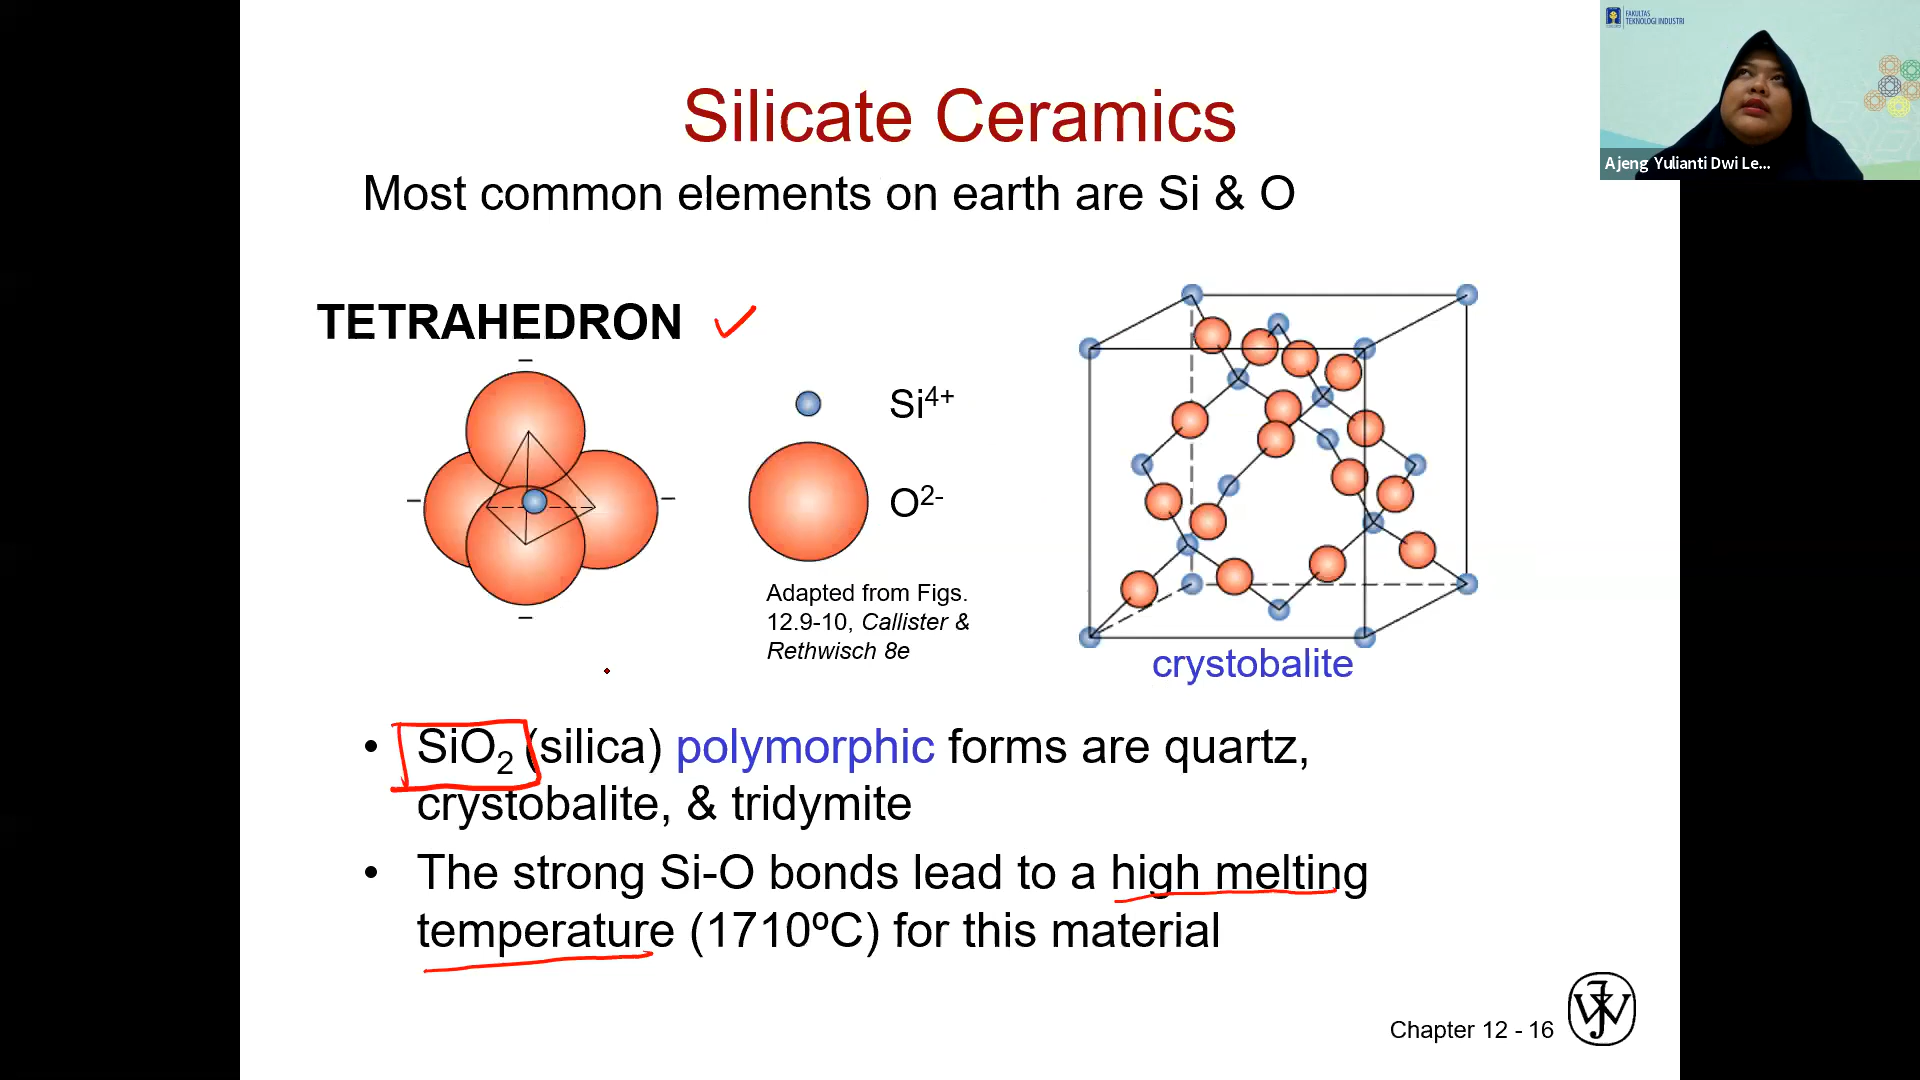 FAKULTAS
TEKNOLOGI INDUSTRI
Ajeng Yulianti Dwi Le...
Silicate Ceramics
Most common elements on earth are Si & O
TETRAHEDRON
–
–
–
–
Si⁴⁺
O²⁻
Adapted from Figs.
12.9-10, Callister &
Rethwisch 8e
crystobalite
• SiO₂ (silica) polymorphic forms are quartz,
crystobalite, & tridymite
• The strong Si-O bonds lead to a high melting
temperature (1710ºC) for this material
Chapter 12 - 16